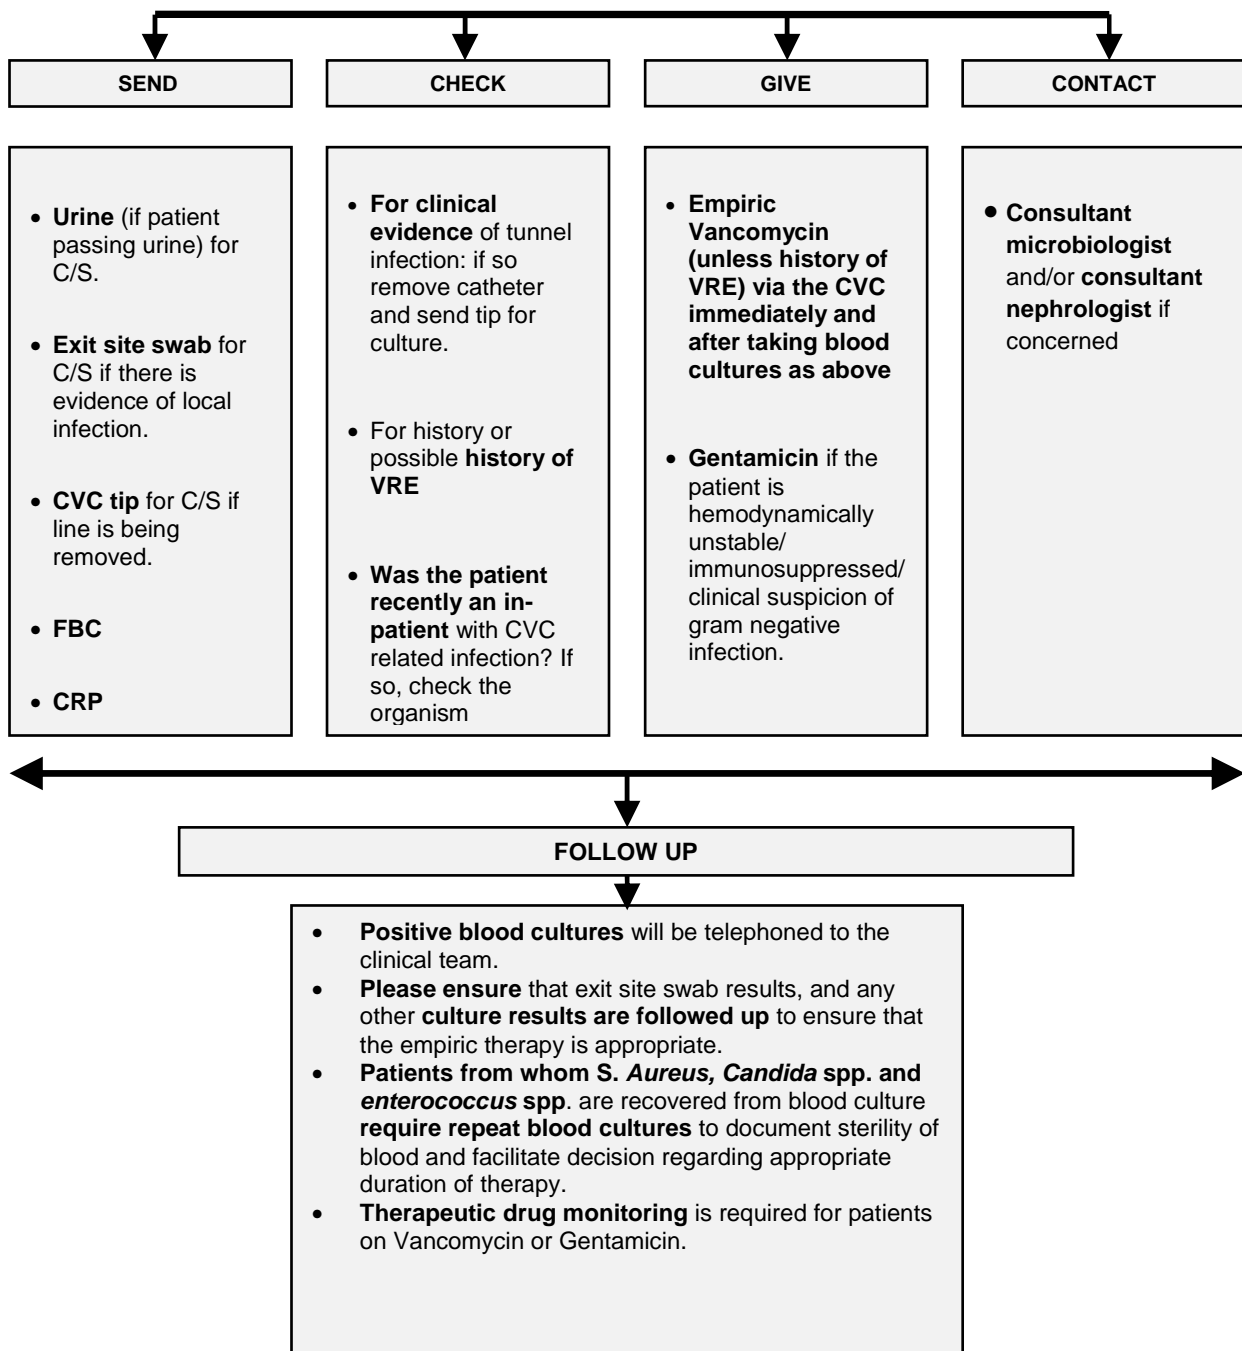 SEND
CHECK
GIVE
CONTACT
• Urine (if patient
passing urine) for
C/S.
• Exit site swab for
C/S if there is
evidence of local
infection.
• CVC tip for C/S if
line is being
removed.
• FBC
• CRP
• For clinical
evidence of tunnel
infection: if so
remove catheter
and send tip for
culture.
• For history or
possible history of
VRE
• Was the patient
recently an in-
patient with CVC
related infection? If
so, check the
organism
• Empiric
Vancomycin
(unless history of
VRE) via the CVC
immediately and
after taking blood
cultures as above
• Gentamicin if the
patient is
hemodynamically
unstable/
immunosuppressed/
clinical suspicion of
gram negative
infection.
• Consultant
microbiologist
and/or consultant
nephrologist if
concerned
FOLLOW UP
• Positive blood cultures will be telephoned to the
clinical team.
• Please ensure that exit site swab results, and any
other culture results are followed up to ensure that
the empiric therapy is appropriate.
• Patients from whom S. Aureus, Candida spp. and
enterococcus spp. are recovered from blood culture
require repeat blood cultures to document sterility of
blood and facilitate decision regarding appropriate
duration of therapy.
• Therapeutic drug monitoring is required for patients
on Vancomycin or Gentamicin.